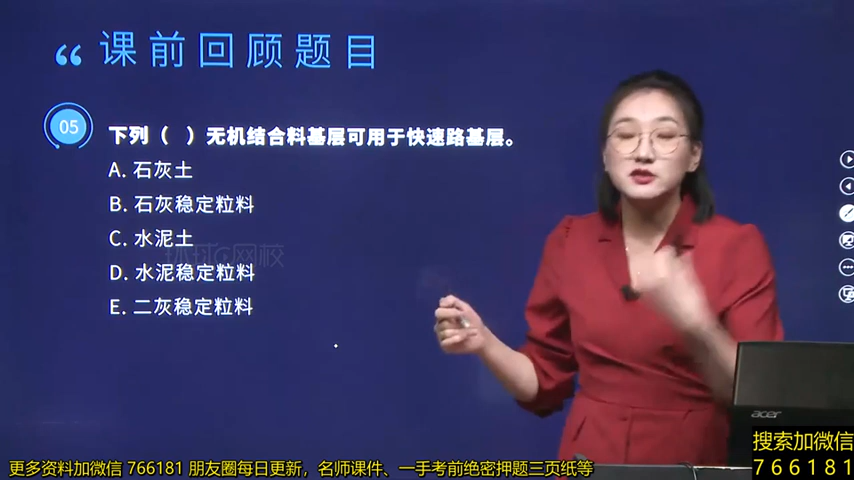 “ 课前回顾题目
05
下列（ ）无机结合料基层可用于快速路基层。
A. 石灰土
B. 石灰稳定粒料
C. 水泥土
环球网校
D. 水泥稳定粒料
E. 二灰稳定粒料
acer
搜索加微信
766181
更多资料加微信 766181 朋友圈每日更新，名师课件、一手考前绝密押题三页纸等